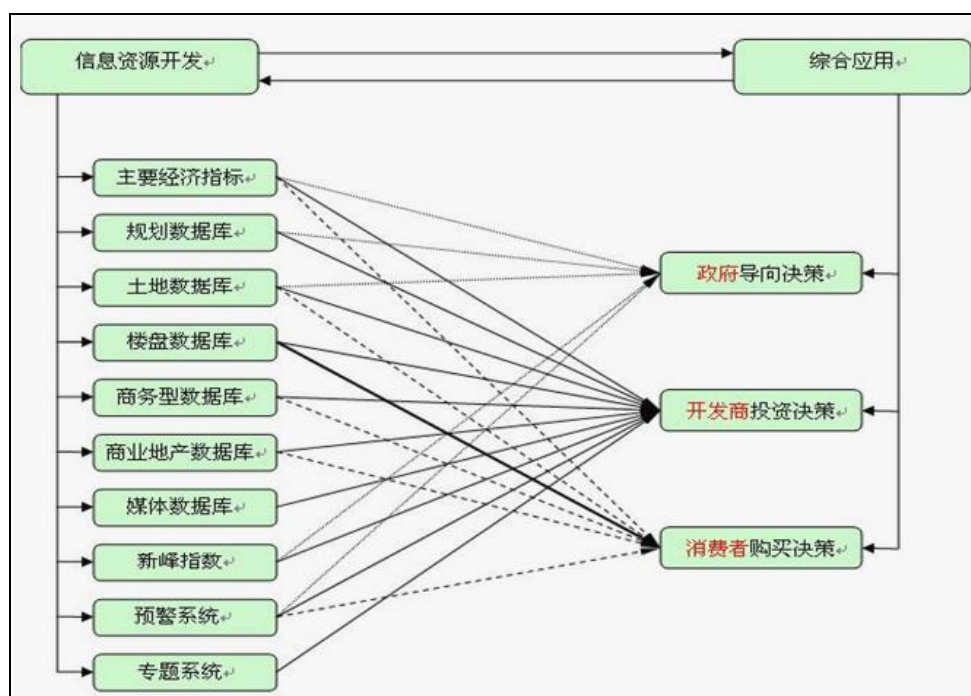 信息资源开发
综合应用
主要经济指标
规划数据库
土地数据库
楼盘数据库
商务型数据库
商业地产数据库
媒体数据库
新峰指数
预警系统
专题系统
政府导向决策
开发商投资决策
消费者购买决策